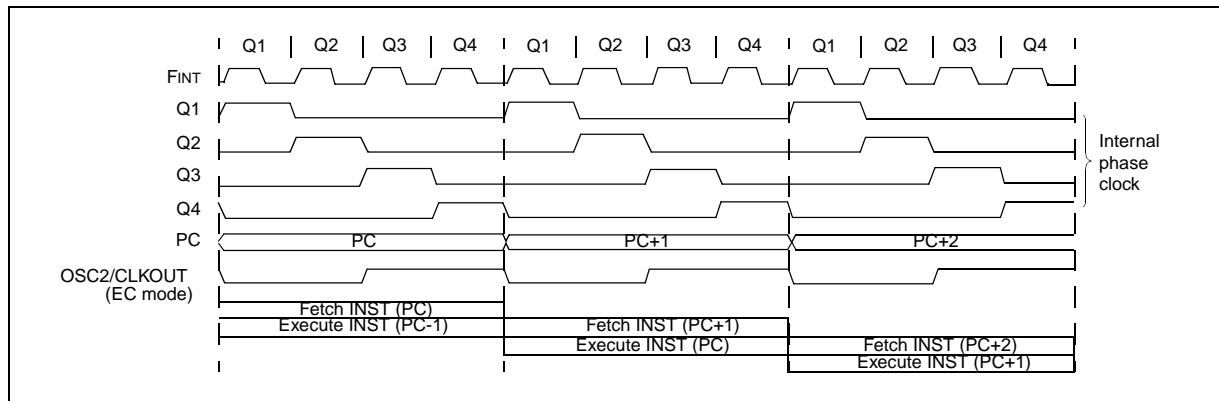 Q1 Q2 Q3 Q4 Q1 Q2 Q3 Q4 Q1 Q2 Q3 Q4
FINT
Q1
Q2
Q3
Q4
Internal
phase
clock
PC PC PC+1 PC+2
OSC2/CLKOUT
(EC mode)
Fetch INST (PC)
Execute INST (PC-1) Fetch INST (PC+1)
Execute INST (PC) Fetch INST (PC+2)
Execute INST (PC+1)